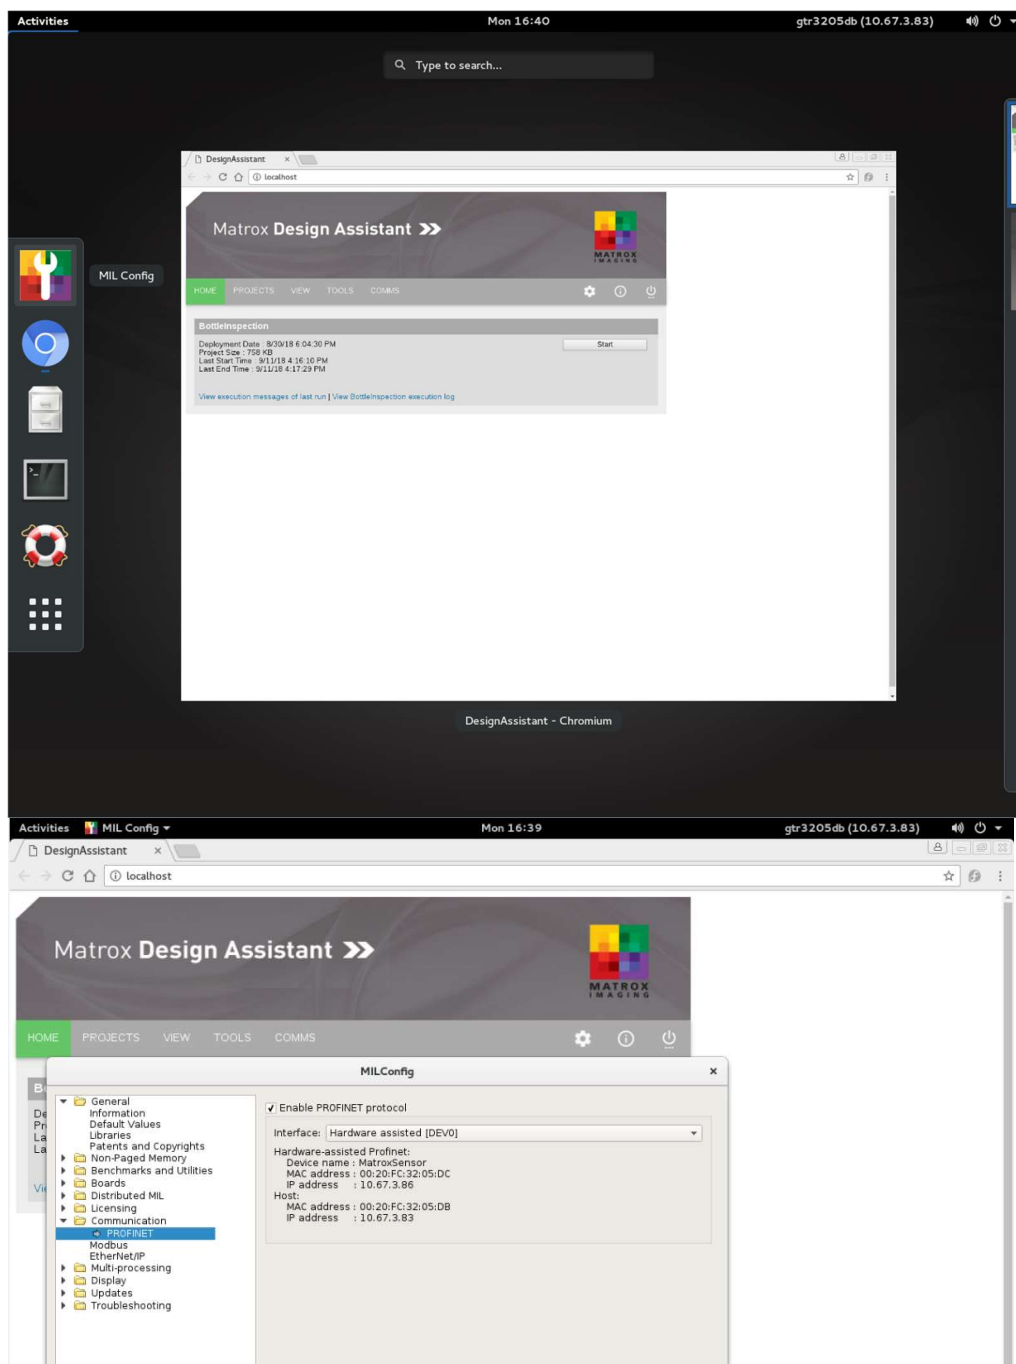 Activities Mon 16:40 gtr3205db (10.67.3.83)
Type to search...
DesignAssistant
localhost
Matrox Design Assistant
MATROX
IMAGING
MIL Config
HOME PROJECTS VIEW TOOLS COMMS
BottleInspection
Deployment Date : 8/30/18 6:04:30 PM Start
Project Size : 758 KB
Last Start Time : 9/11/18 4:16:10 PM
Last End Time : 9/11/18 4:17:29 PM
View execution messages of last run | View BottleInspection execution log
DesignAssistant - Chromium
Activities MIL Config Mon 16:39 gtr3205db (10.67.3.83)
DesignAssistant
localhost
Matrox Design Assistant
MATROX
IMAGING
HOME PROJECTS VIEW TOOLS COMMS
MILConfig
General
Information
Default Values
Libraries
Patents and Copyrights
Non-Paged Memory
Benchmarks and Utilities
Boards
Distributed MIL
Licensing
Communication
PROFINET
Modbus
EtherNet/IP
Multi-processing
Display
Updates
Troubleshooting
Enable PROFINET protocol
Interface: Hardware assisted [DEV0]
Hardware-assisted Profinet:
Device name : MatroxSensor
MAC address : 00:20:FC:32:05:DC
IP address : 10.67.3.86
Host:
MAC address : 00:20:FC:32:05:DB
IP address : 10.67.3.83